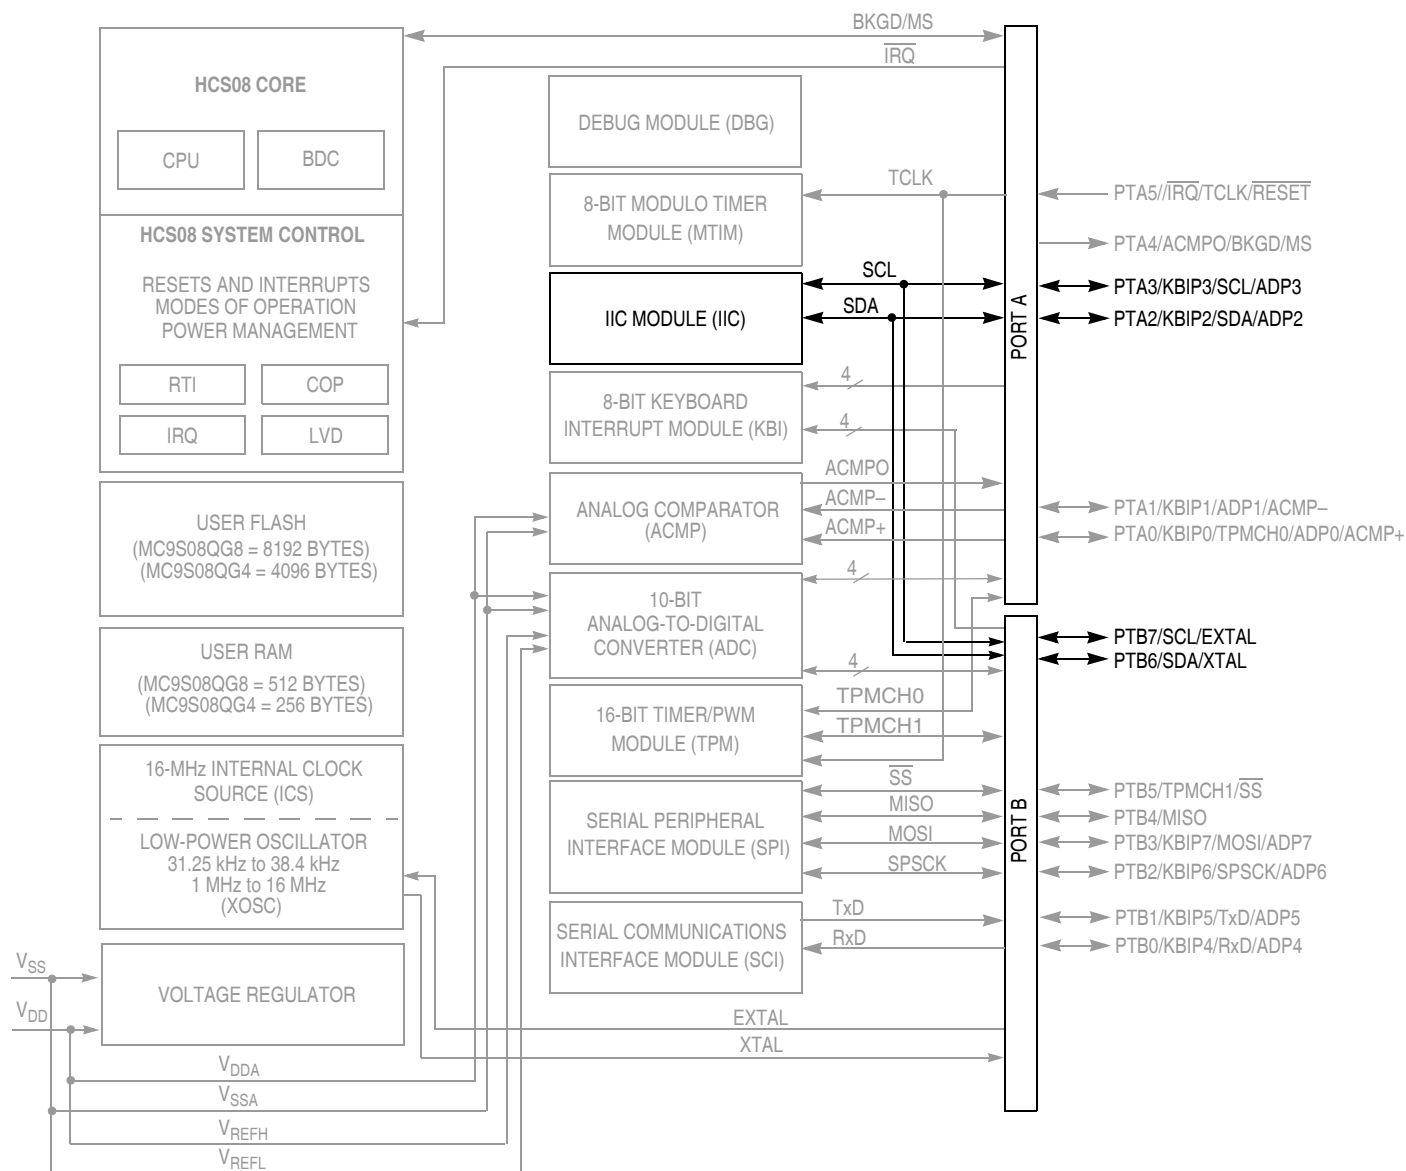 BKGD/MS
IRQ
HCS08 CORE
CPU
BDC
HCS08 SYSTEM CONTROL
RESETS AND INTERRUPTS
MODES OF OPERATION
POWER MANAGEMENT
RTI
COP
IRQ
LVD
USER FLASH
(MC9S08QG8 = 8192 BYTES)
(MC9S08QG4 = 4096 BYTES)
USER RAM
(MC9S08QG8 = 512 BYTES)
(MC9S08QG4 = 256 BYTES)
16-MHz INTERNAL CLOCK
SOURCE (ICS)
LOW-POWER OSCILLATOR
31.25 kHz to 38.4 kHz
1 MHz to 16 MHz
(XOSC)
VOLTAGE REGULATOR
VSS
VDD
VDDA
VSSA
VREFH
VREFL
DEBUG MODULE (DBG)
8-BIT MODULO TIMER
MODULE (MTIM)
TCLK
IIC MODULE (IIC)
SCL
SDA
8-BIT KEYBOARD
INTERRUPT MODULE (KBI)
4
4
ANALOG COMPARATOR
(ACMP)
ACMPO
ACMP–
ACMP+
10-BIT
ANALOG-TO-DIGITAL
CONVERTER (ADC)
4
4
16-BIT TIMER/PWM
MODULE (TPM)
TPMCH0
TPMCH1
SERIAL PERIPHERAL
INTERFACE MODULE (SPI)
SS
MISO
MOSI
SPSCK
SERIAL COMMUNICATIONS
INTERFACE MODULE (SCI)
TxD
RxD
EXTAL
XTAL
PORT A
PTA5//IRQ/TCLK/RESET
PTA4/ACMPO/BKGD/MS
PTA3/KBIP3/SCL/ADP3
PTA2/KBIP2/SDA/ADP2
PTA1/KBIP1/ADP1/ACMP–
PTA0/KBIP0/TPMCH0/ADP0/ACMP+
PORT B
PTB7/SCL/EXTAL
PTB6/SDA/XTAL
PTB5/TPMCH1/SS
PTB4/MISO
PTB3/KBIP7/MOSI/ADP7
PTB2/KBIP6/SPSCK/ADP6
PTB1/KBIP5/TxD/ADP5
PTB0/KBIP4/RxD/ADP4